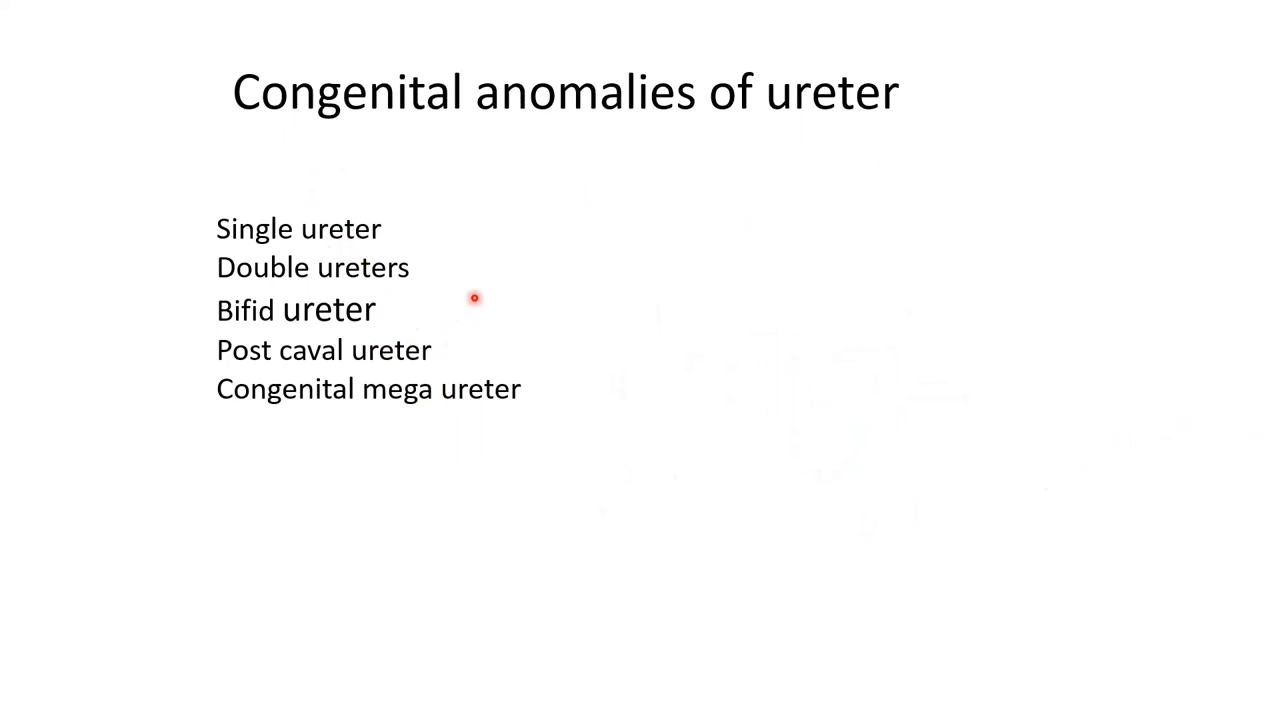 Congenital anomalies of ureter
Single ureter
Double ureters
Bifid ureter
Post caval ureter
Congenital mega ureter